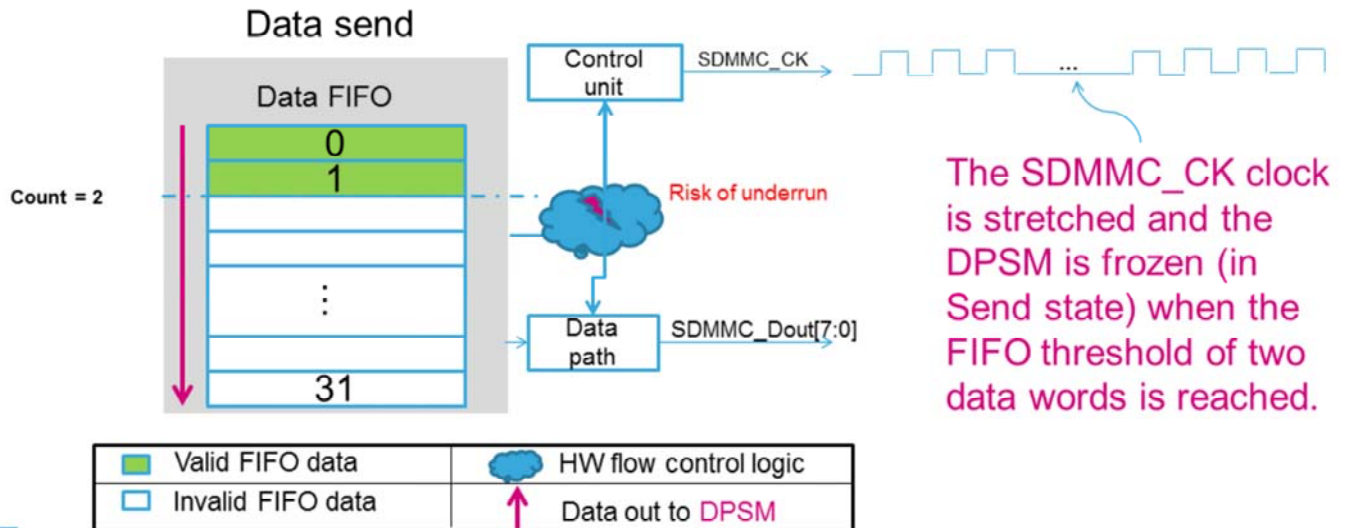 Data send
Data FIFO
0
1
Count = 2
⋮
31
Control
unit
SDMMC_CK
...
Risk of underrun
Data
path
SDMMC_Dout[7:0]
The SDMMC_CK clock
is stretched and the
DPSM is frozen (in
Send state) when the
FIFO threshold of two
data words is reached.
Valid FIFO data
HW flow control logic
Invalid FIFO data
Data out to DPSM